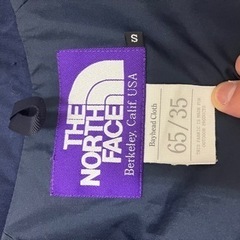 S
THE
NORTH
FACE
Berkeley, Calif. USA
Bayhead Cloth
65/35